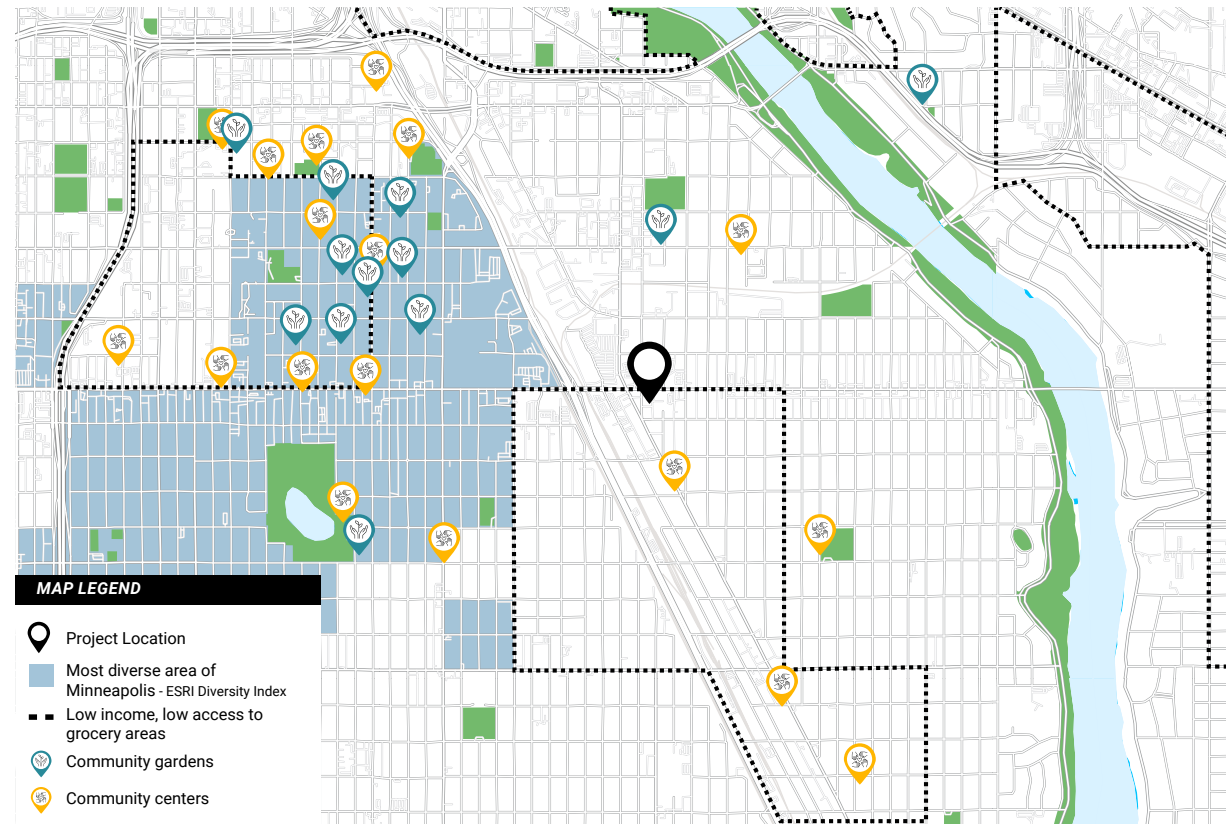 MAP LEGEND
Project Location
Most diverse area of
Minneapolis - ESRI Diversity Index
Low income, low access to
grocery areas
Community gardens
Community centers